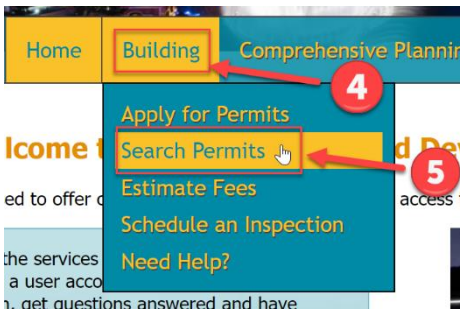 Home Building Comprehensive Plannin
4
Apply for Permits
lcome t
Search Permits
d De
5
ed to offer
Estimate Fees
access
Schedule an Inspection
the services
Need Help?
a user acco
n, get questions answered and have